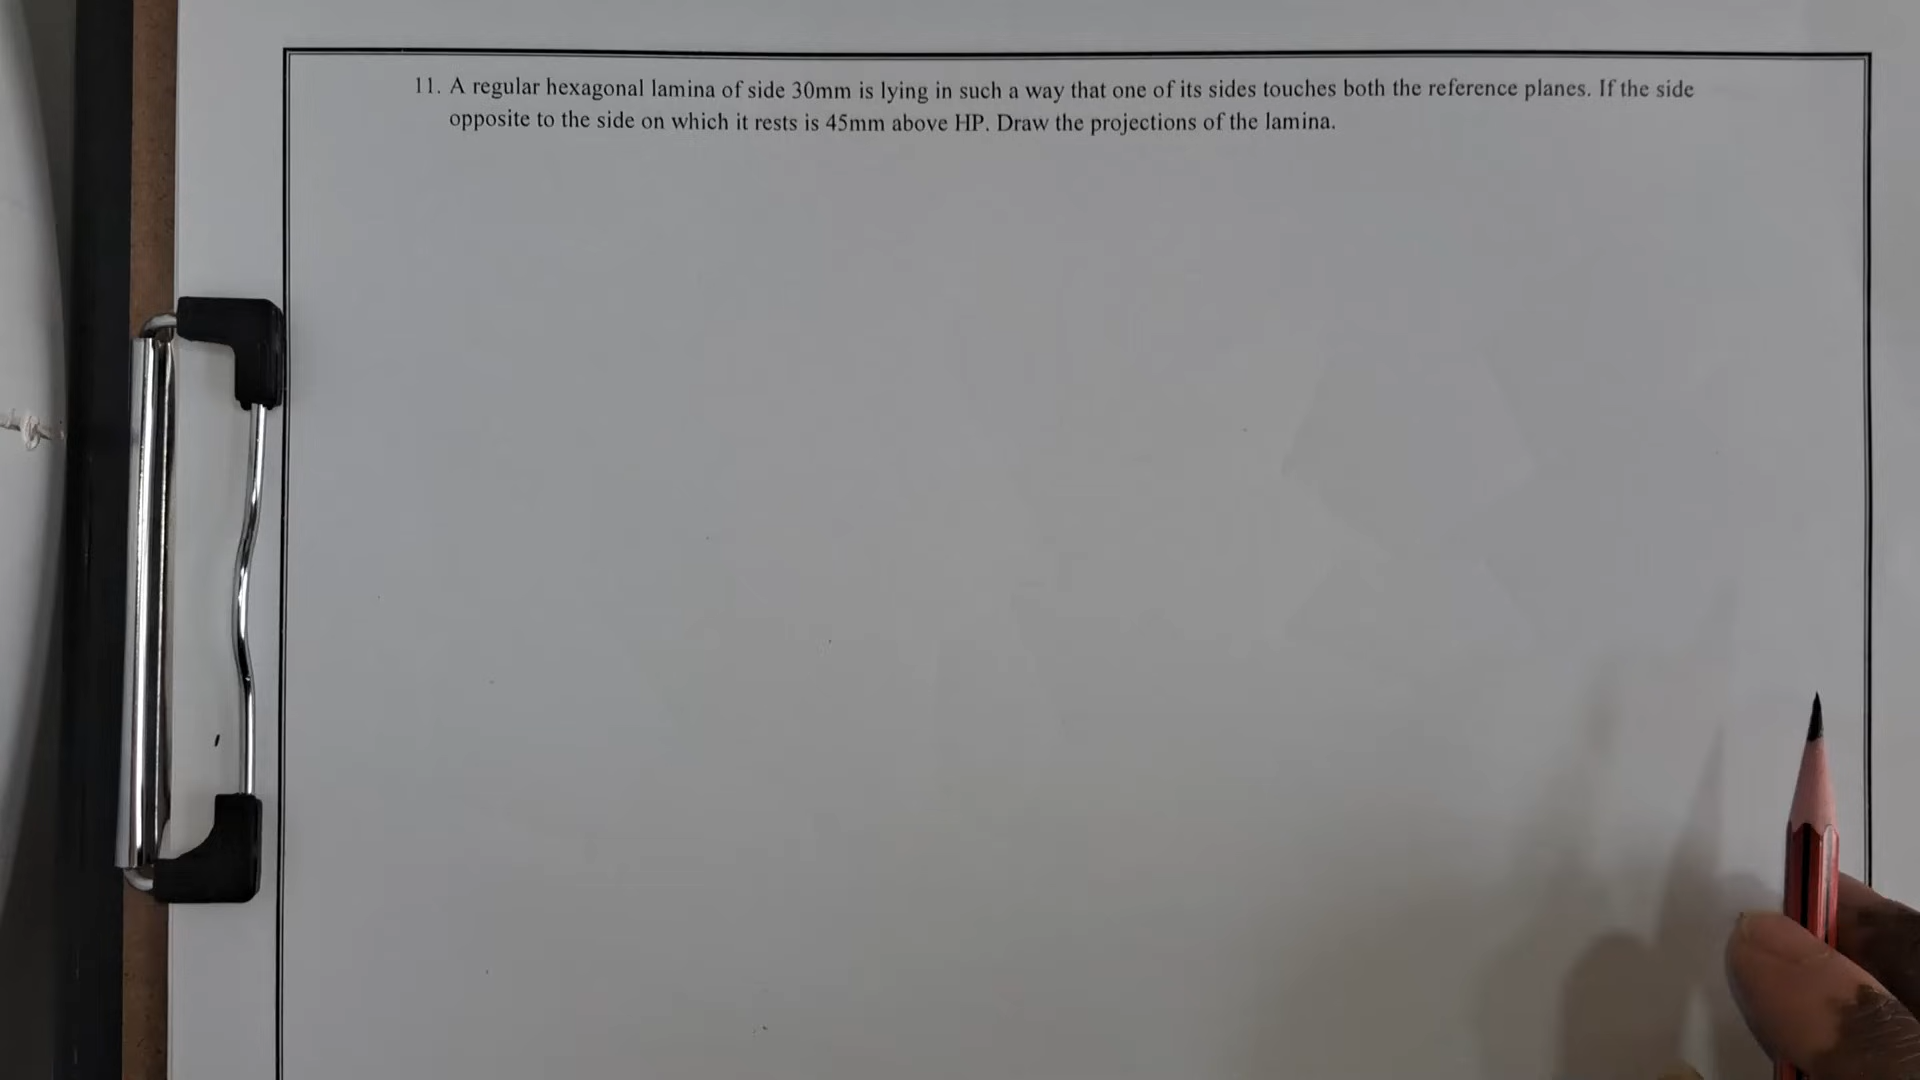 11. A regular hexagonal lamina of side 30mm is lying in such a way that one of its sides touches both the reference planes. If the side
opposite to the side on which it rests is 45mm above HP. Draw the projections of the lamina.